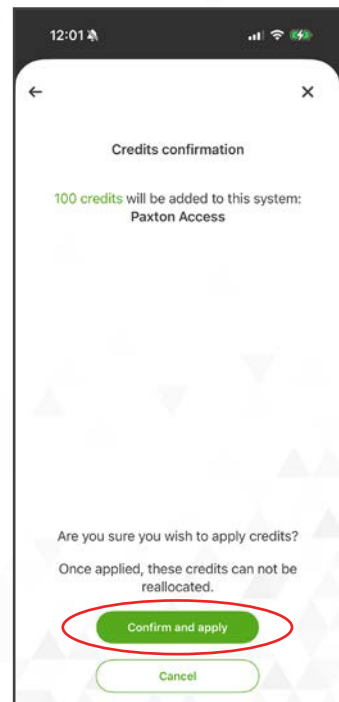 12:01
Credits confirmation
100 credits will be added to this system:
Paxton Access
Are you sure you wish to apply credits?
Once applied, these credits can not be
reallocated.
Confirm and apply
Cancel